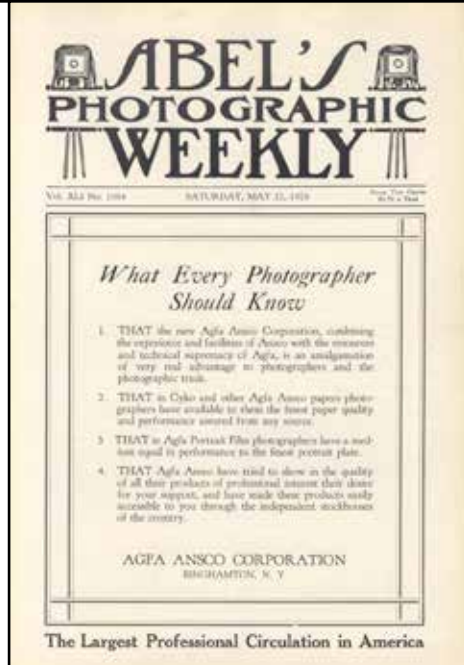 ABEL'S
PHOTOGRAPHIC
WEEKLY
SATURDAY, MAY
What Every Photographer
Should Know
1. THAT the new Agfa Ansco Corporation, combining
the experience and facilities of Ansco with the resources
and technical supremacy of Agfa, is an amalgamation
of very real advantage to photographers and the
photographic trade.
2. THAT in Cyko and other Agfa Ansco papers photo-
graphers have available to them the finest paper quality
and performance assured from any source.
3 THAT in Agfa Portrait Film photographers have a med-
ium equal in performance to the finest portrait plate.
4. THAT Agfa Ansco have tried to show in the quality
of all their products of professional interest their desire
for your support, and have made these products easily
accessible to you through the independent stockhouses
of the country.
AGFA ANSCO CORPORATION
BINGHAMTON, N. Y
The Largest Professional Circulation in America